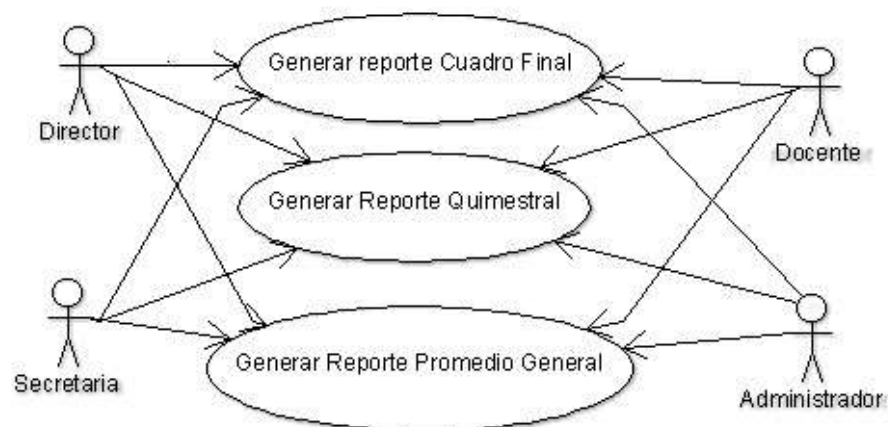 Generar reporte Cuadro Final
Director
Docente
Generar Reporte Quimestral
Generar Reporte Promedio General
Secretaria
Administrador